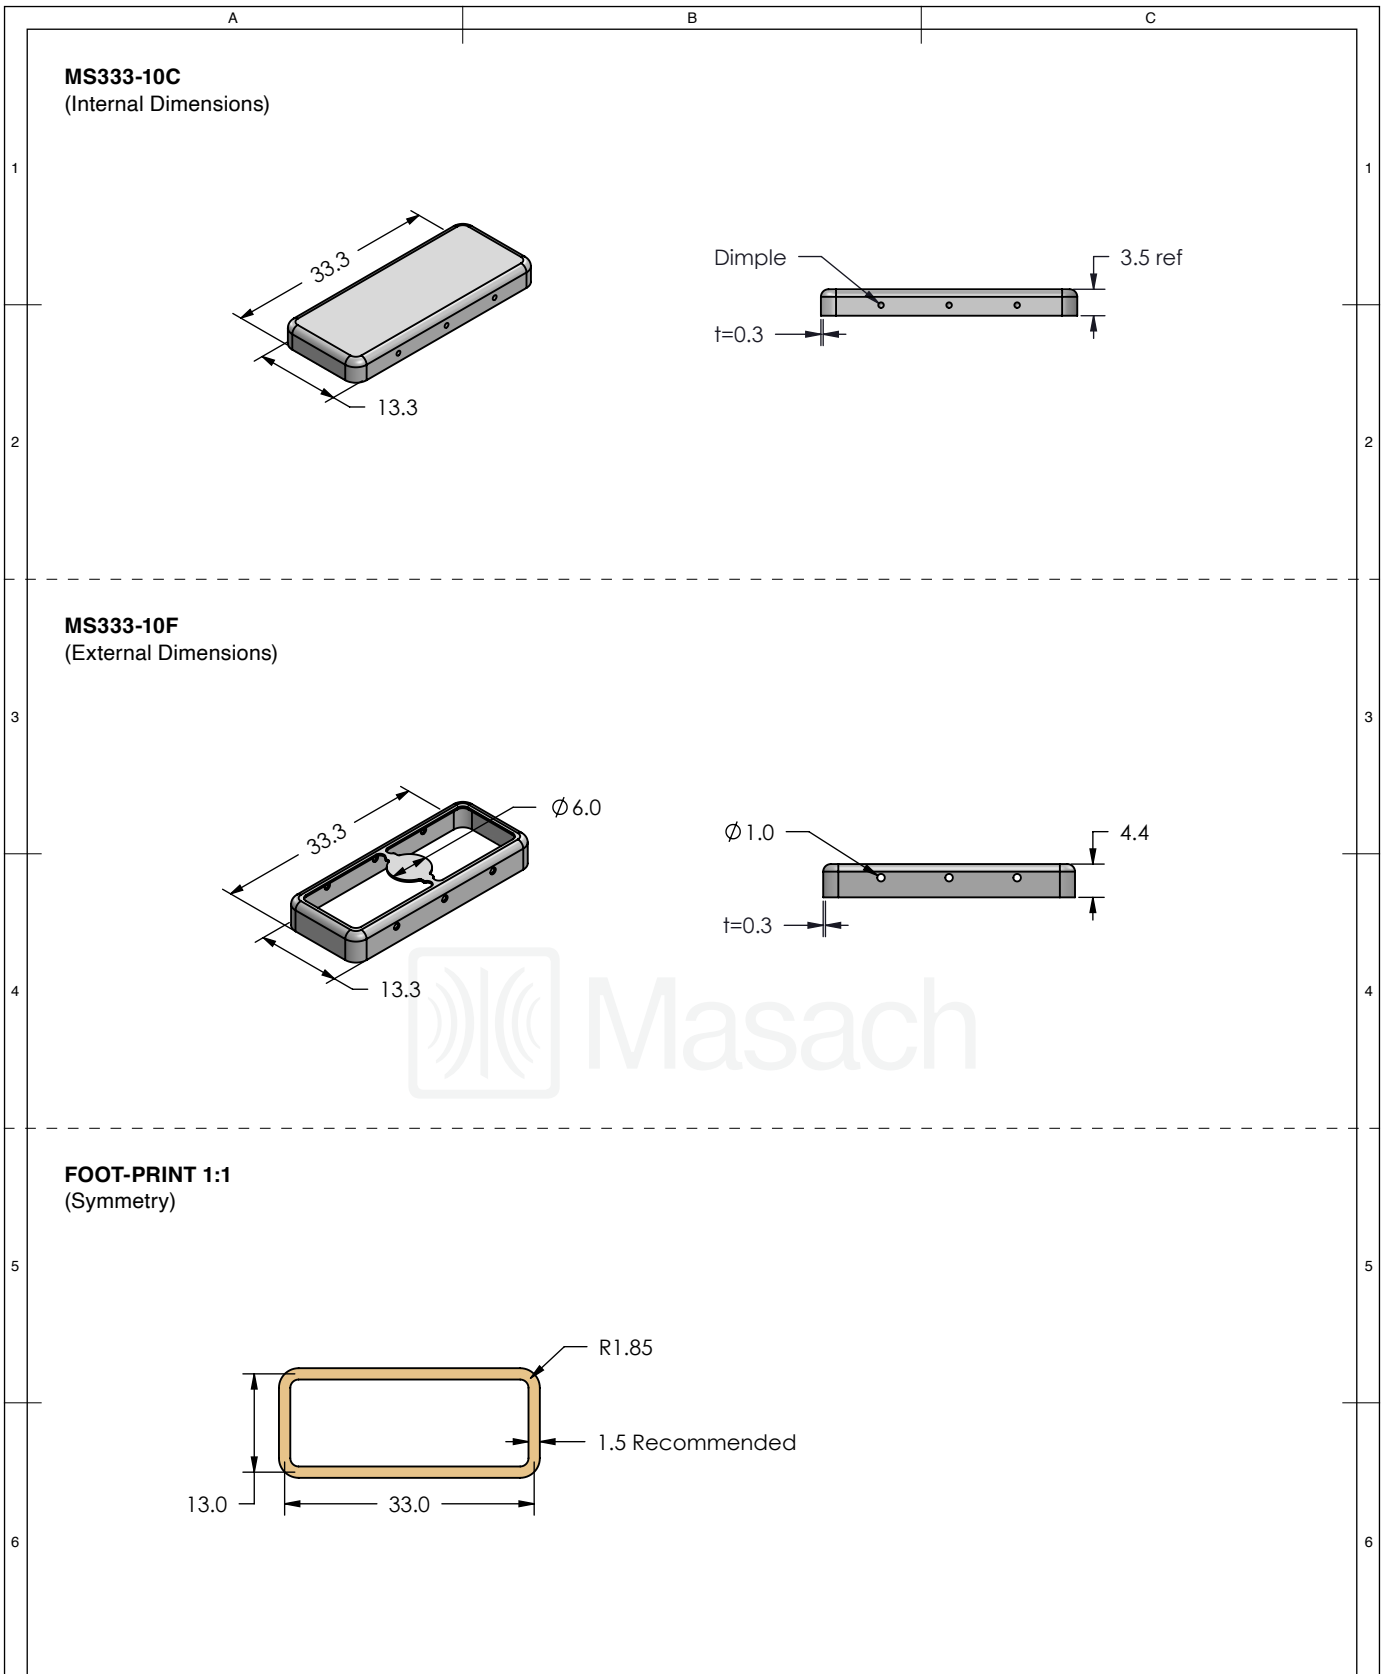 A B C
MS333-10C
(Internal Dimensions)
1 1
33.3
13.3
Dimple
3.5 ref
t=0.3
2 2
MS333-10F
(External Dimensions)
3 3
Ø6.0
33.3
13.3
Ø1.0
4.4
t=0.3
Masach
4 4
FOOT-PRINT 1:1
(Symmetry)
5 5
R1.85
1.5 Recommended
13.0
33.0
6 6